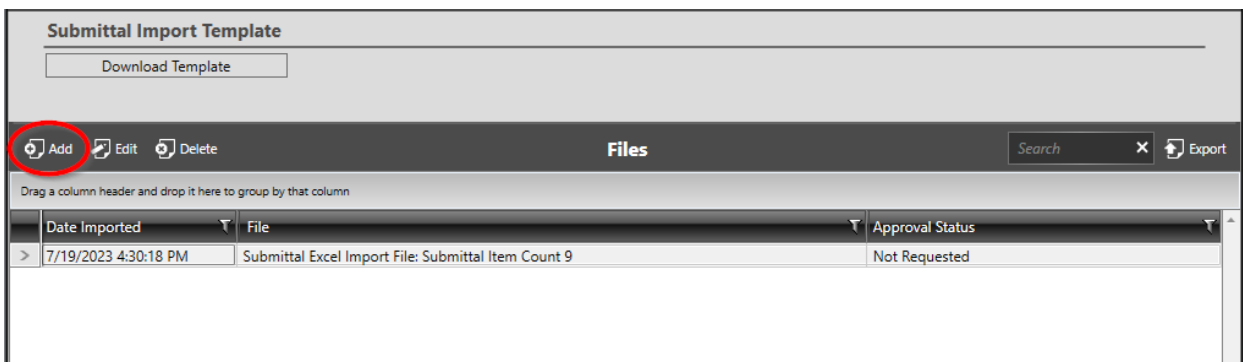 Submittal Import Template
Download Template
Add Edit Delete Files Search Export
Drag a column header and drop it here to group by that column
Date Imported File Approval Status
7/19/2023 4:30:18 PM Submittal Excel Import File: Submittal Item Count 9 Not Requested